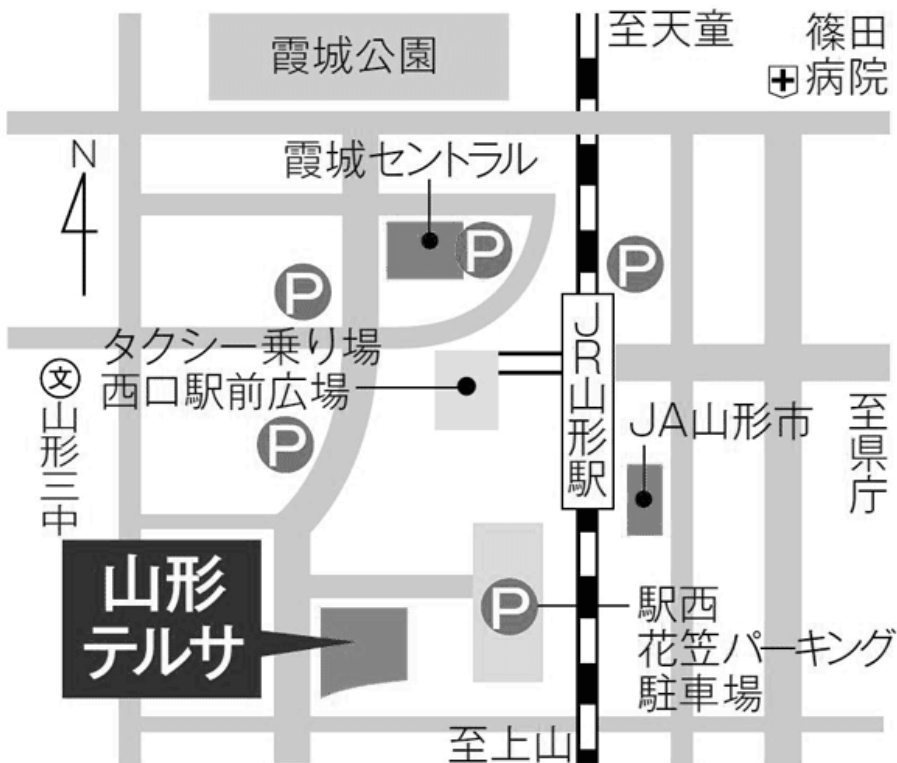 霞城公園
至天童
篠田
病院
N
霞城セントラル
P
P
P
タクシー乗り場
西口駅前広場
JR山形駅
文
山形三中
P
JA山形市
至県庁
山形
テルサ
P
駅西
花笠パーキング
駐車場
至上山